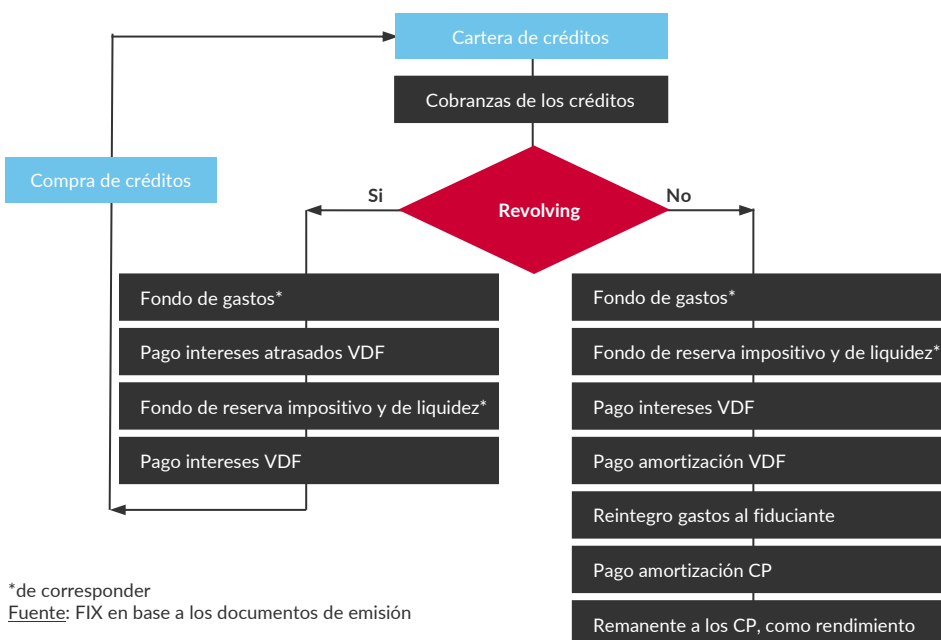 Cartera de créditos
Cobranzas de los créditos
Compra de créditos
Si
Revolving
No
Fondo de gastos*
Pago intereses atrasados VDF
Fondo de reserva impositivo y de liquidez*
Pago intereses VDF
Fondo de gastos*
Fondo de reserva impositivo y de liquidez*
Pago intereses VDF
Pago amortización VDF
Reintegro gastos al fiduciante
Pago amortización CP
Remanente a los CP, como rendimiento
*de corresponder
Fuente: FIX en base a los documentos de emisión